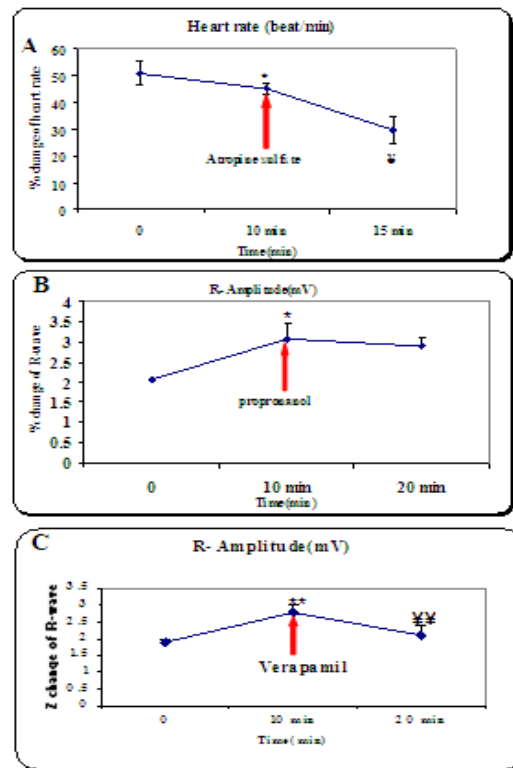 Heart rate (beat/min)
A
% change of heart rate
60
50
40
30
20
10
0
*
Atropine sulfate
¥
0 10 min 15 min
Time(min)
B
R- Amplitude(mV)
% change of R-wave
4
3.5
3
2.5
2
1.5
1
0.5
0
*
propranolol
0 10 min 20 min
Time(min)
C
R- Amplitude(mV)
% change of R-wave
3.5
3
2.5
2
1.5
1
0.5
0
**
¥¥
Verapamil
0 10 min 20 min
Time(min)